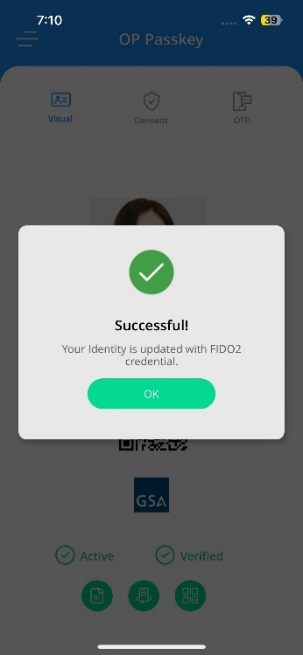 7:10
39
OP Passkey
Visual
Consent
OTP
Successful!
Your Identity is updated with FIDO2
credential.
OK
GSA
Active
Verified